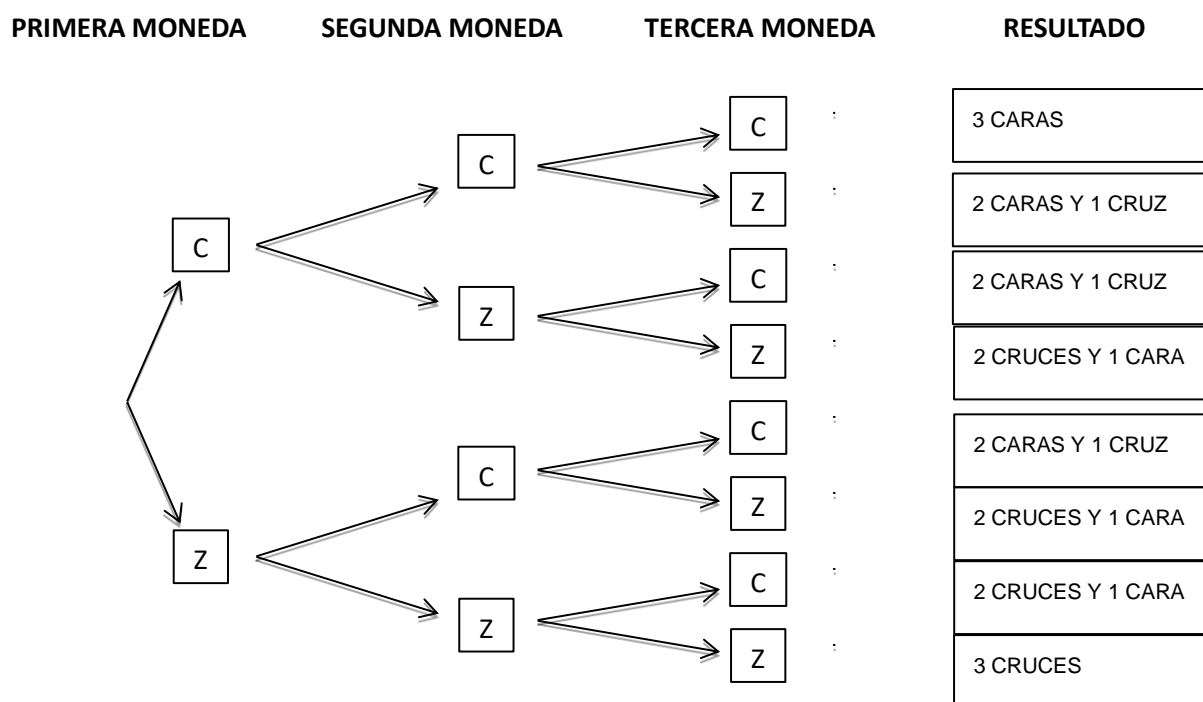 PRIMERA MONEDA SEGUNDA MONEDA TERCERA MONEDA RESULTADO
C 3 CARAS
C
Z 2 CARAS Y 1 CRUZ
C
C 2 CARAS Y 1 CRUZ
Z
Z 2 CRUCES Y 1 CARA
C 2 CARAS Y 1 CRUZ
C
Z 2 CRUCES Y 1 CARA
Z
C 2 CRUCES Y 1 CARA
Z
Z 3 CRUCES